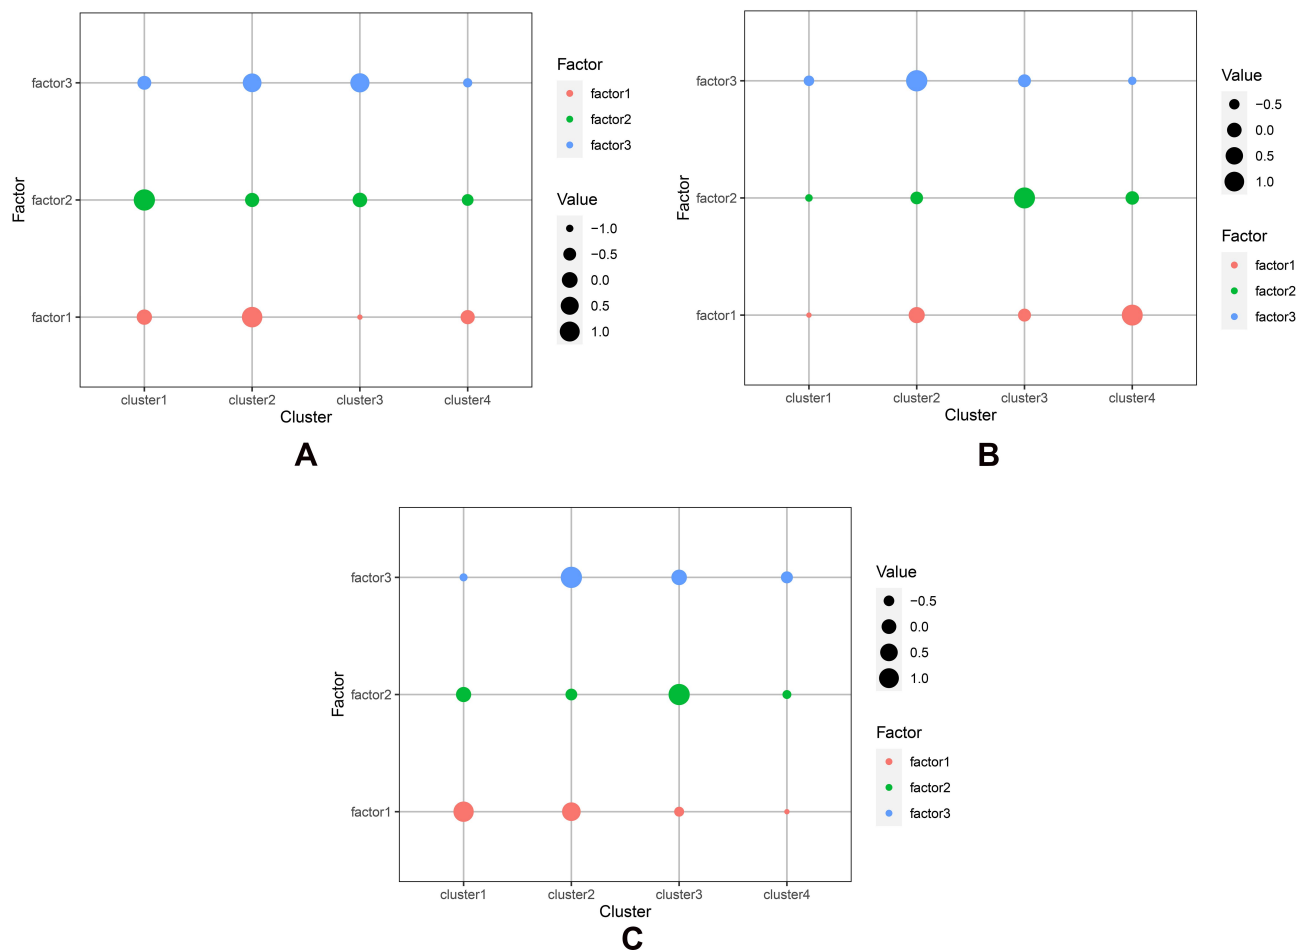 factor3
factor2
factor1
Factor
cluster1 cluster2 cluster3 cluster4
Cluster
Factor
factor1
factor2
factor3
Value
−1.0
−0.5
0.0
0.5
1.0
A
factor3
factor2
factor1
Factor
cluster1 cluster2 cluster3 cluster4
Cluster
Value
−0.5
0.0
0.5
1.0
Factor
factor1
factor2
factor3
B
factor3
factor2
factor1
Factor
cluster1 cluster2 cluster3 cluster4
Cluster
Value
−0.5
0.0
0.5
1.0
Factor
factor1
factor2
factor3
C